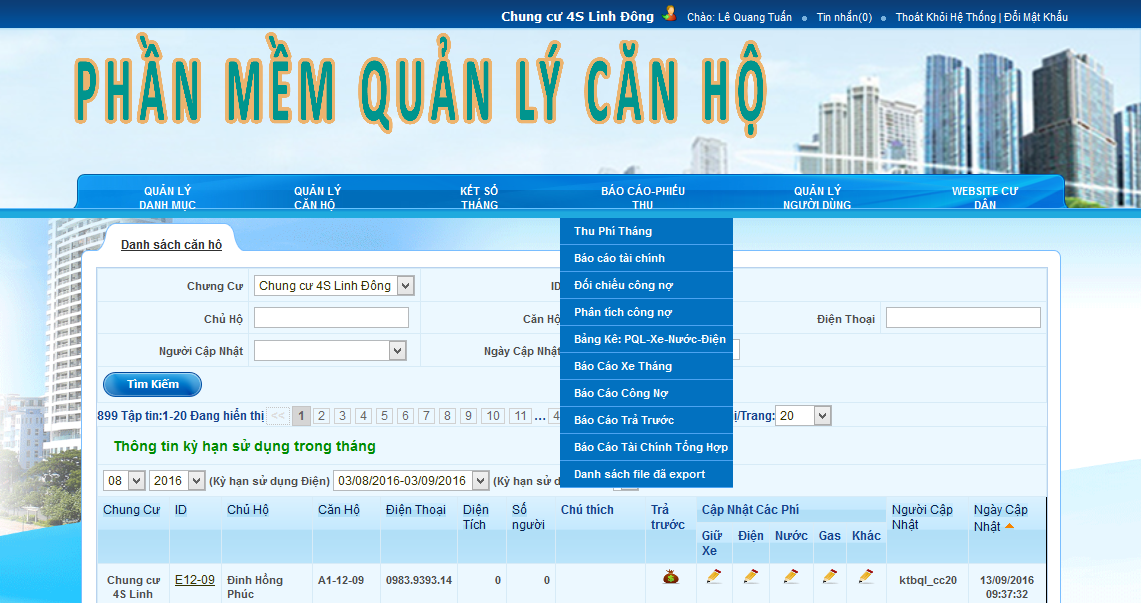 Chung cư 4S Linh Đông Chào: Lê Quang Tuấn Tin nhắn(0) Thoát Khỏi Hệ Thống | Đổi Mật Khẩu
PHẦN MỀM QUẢN LÝ CĂN HỘ
QUẢN LÝ DANH MỤC
QUẢN LÝ CĂN HỘ
KẾT SỔ THÁNG
BÁO CÁO-PHIẾU THU
QUẢN LÝ NGƯỜI DÙNG
WEBSITE CƯ DÂN
Thu Phí Tháng
Báo cáo tài chính
Đối chiếu công nợ
Phân tích công nợ
Bảng Kê: PQL-Xe-Nước-Điện
Báo Cáo Xe Tháng
Báo Cáo Công Nợ
Báo Cáo Trả Trước
Báo Cáo Tài Chính Tổng Hợp
Danh sách file đã export
Danh sách căn hộ
Chưng Cư Chung cư 4S Linh Đông ID
Chủ Hộ Căn Hộ Điện Thoại
Người Cập Nhật Ngày Cập Nhật
Tìm Kiếm
899 Tập tin:1-20 Đang hiển thị << 1 2 3 4 5 6 7 8 9 10 11 ... 4 ị/Trang: 20
Thông tin kỳ hạn sử dụng trong tháng
08 2016 (Kỳ hạn sử dụng Điện) 03/08/2016-03/09/2016 (Kỳ hạn sử d
Chung Cư ID Chủ Hộ Căn Hộ Điện Thoại Diện Tích Số người Chú thích Trả trước Cập Nhật Các Phí Người Cập Nhật Ngày Cập Nhật
Giữ Xe Điện Nước Gas Khác
Chung cư 4S Linh E12-09 Đinh Hồng Phúc A1-12-09 0983.9393.14 0 0 ktbql_cc20 13/09/2016 09:37:32